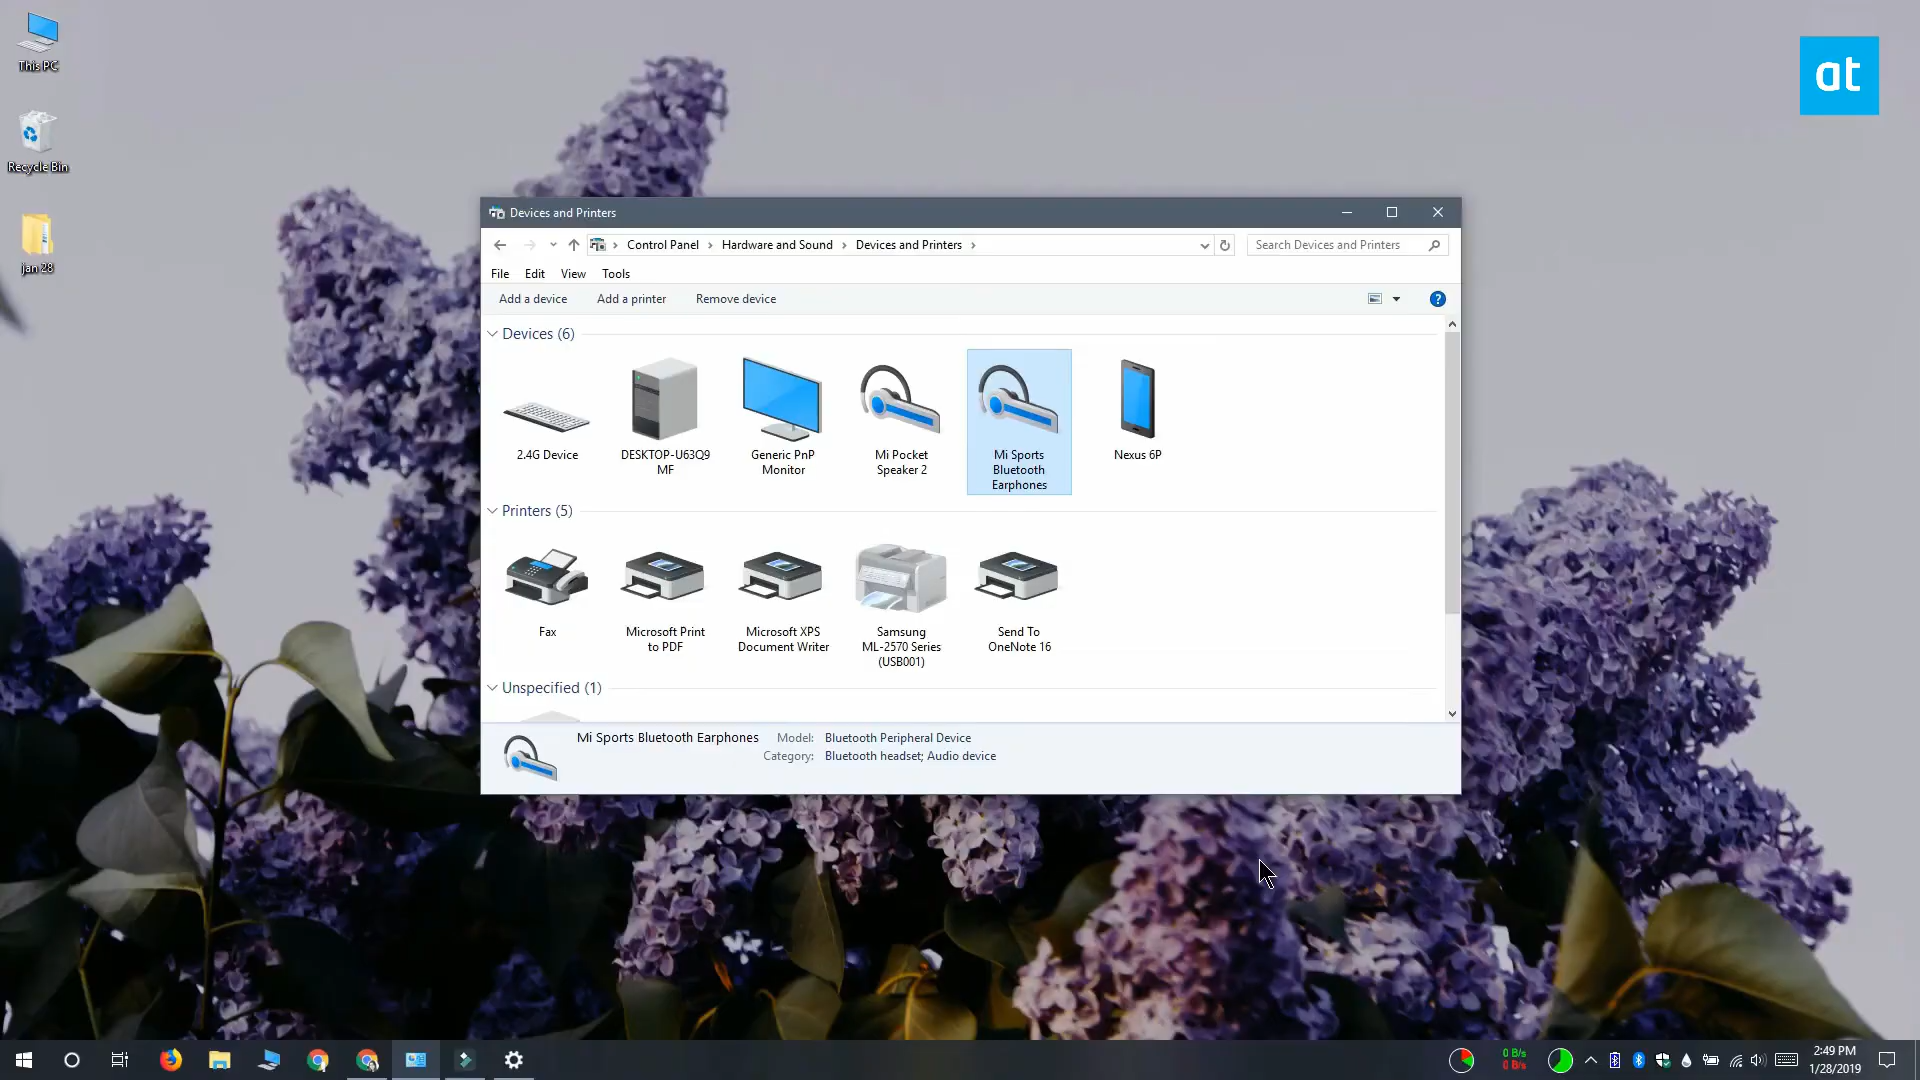 This PC
Recycle Bin
jan 28
at
Devices and Printers
Control Panel
Hardware and Sound
Devices and Printers
Search Devices and Printers
File
Edit
View
Tools
Add a device
Add a printer
Remove device
?
Devices (6)
2.4G Device
DESKTOP-U63Q9
MF
Generic PnP
Monitor
Mi Pocket
Speaker 2
Mi Sports
Bluetooth
Earphones
Nexus 6P
Printers (5)
Fax
Microsoft Print
to PDF
Microsoft XPS
Document Writer
Samsung
ML-2570 Series
(USB001)
Send To
OneNote 16
Unspecified (1)
Mi Sports Bluetooth Earphones
Model: Bluetooth Peripheral Device
Category: Bluetooth headset; Audio device
0 B/s
0 B/s
2:49 PM
1/28/2019